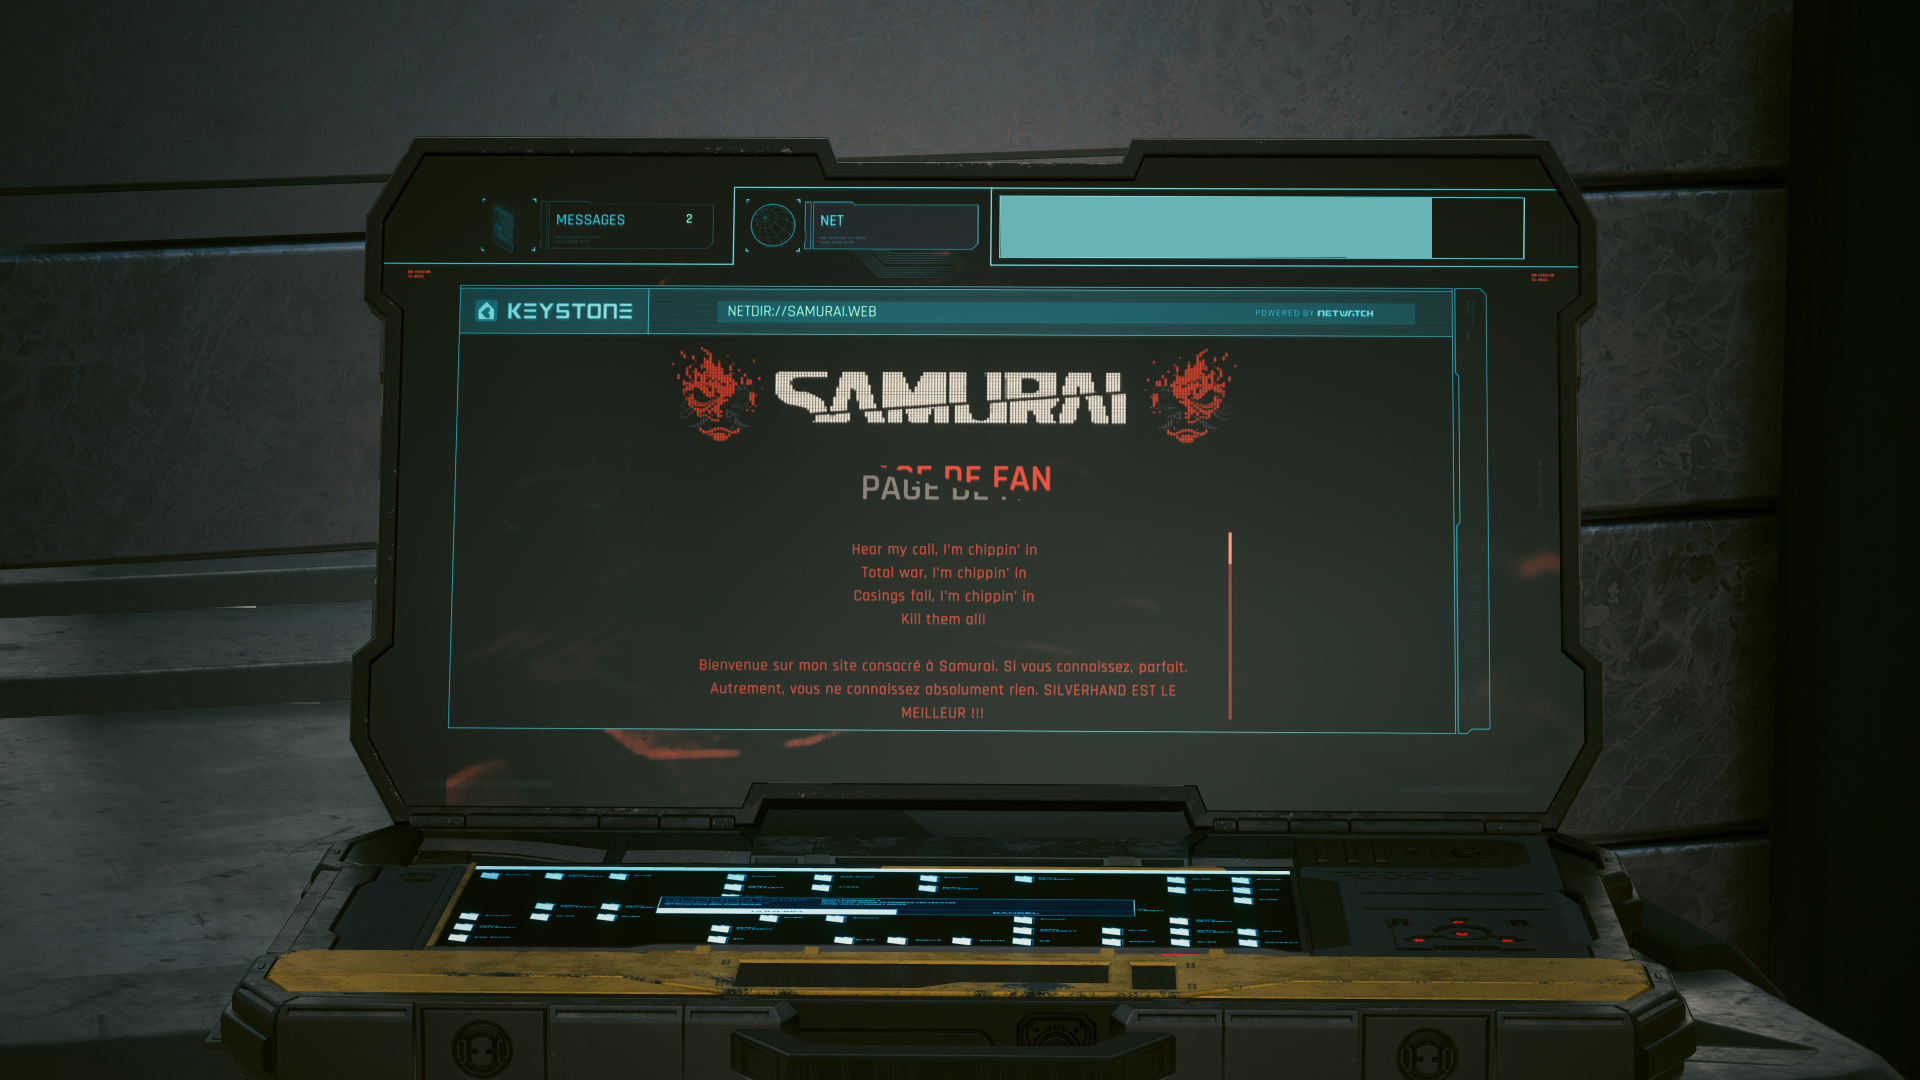 MESSAGES 2
NET
KEYSTONE
NETDIR://SAMURAI.WEB
POWERED BY NETWATCH
SAMURAI
PAGE DE FAN
Hear my call, I'm chippin' in
Total war, I'm chippin' in
Casings fall, I'm chippin' in
Kill them all!
Bienvenue sur mon site consacré à Samurai. Si vous connaissez, parfait.
Autrement, vous ne connaissez absolument rien. SILVERHAND EST LE
MEILLEUR !!!